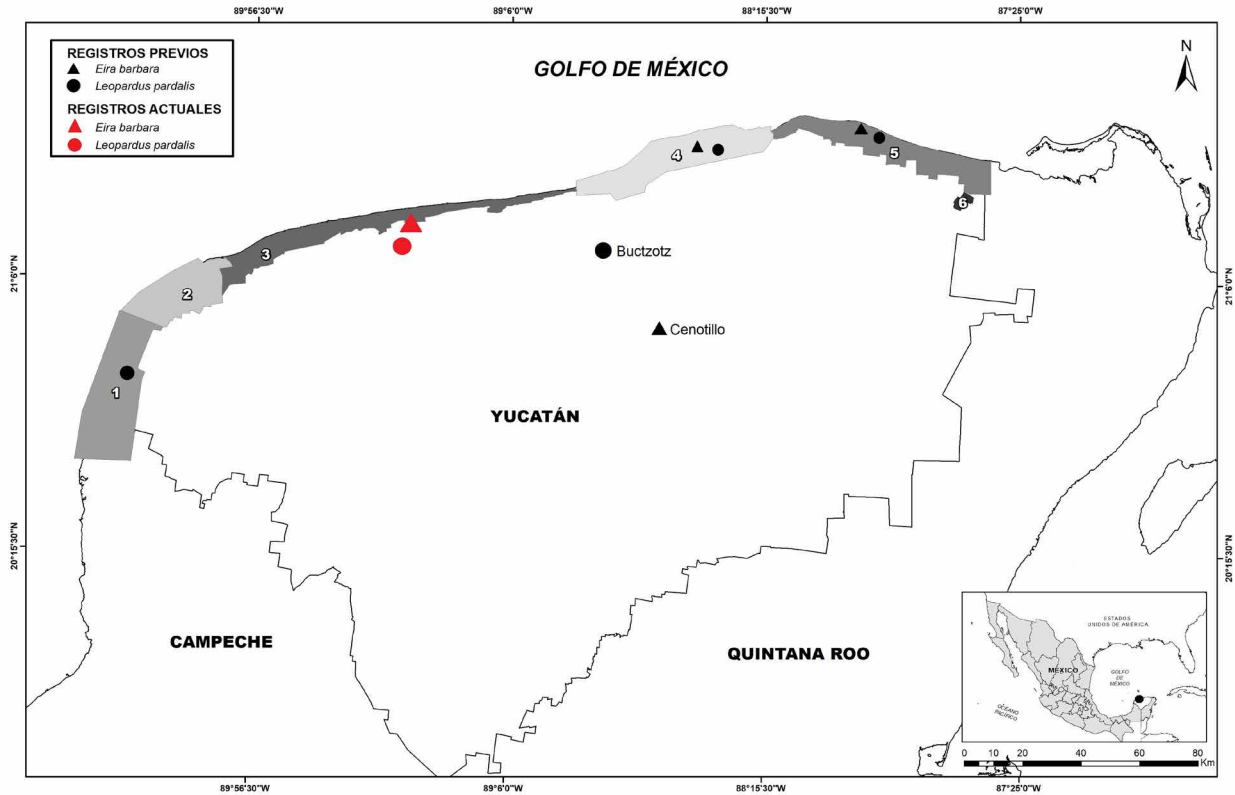 89°56'30"W
89°6'0"W
88°15'30"W
87°25'0"W
REGISTROS PREVIOS
Eira barbara
Leopardus pardalis
REGISTROS ACTUALES
Eira barbara
Leopardus pardalis
GOLFO DE MÉXICO
N
4
5
6
3
Buctzotz
21°6'0"N
21°6'0"N
2
Cenotillo
1
YUCATÁN
20°15'30"N
20°15'30"N
CAMPECHE
QUINTANA ROO
ESTADOS
UNIDOS DE AMÉRICA
MÉXICO
GOLFO
DE
MÉXICO
OCÉANO
PACÍFICO
0 10 20 40 60 80
Km
89°56'30"W
89°6'0"W
88°15'30"W
87°25'0"W